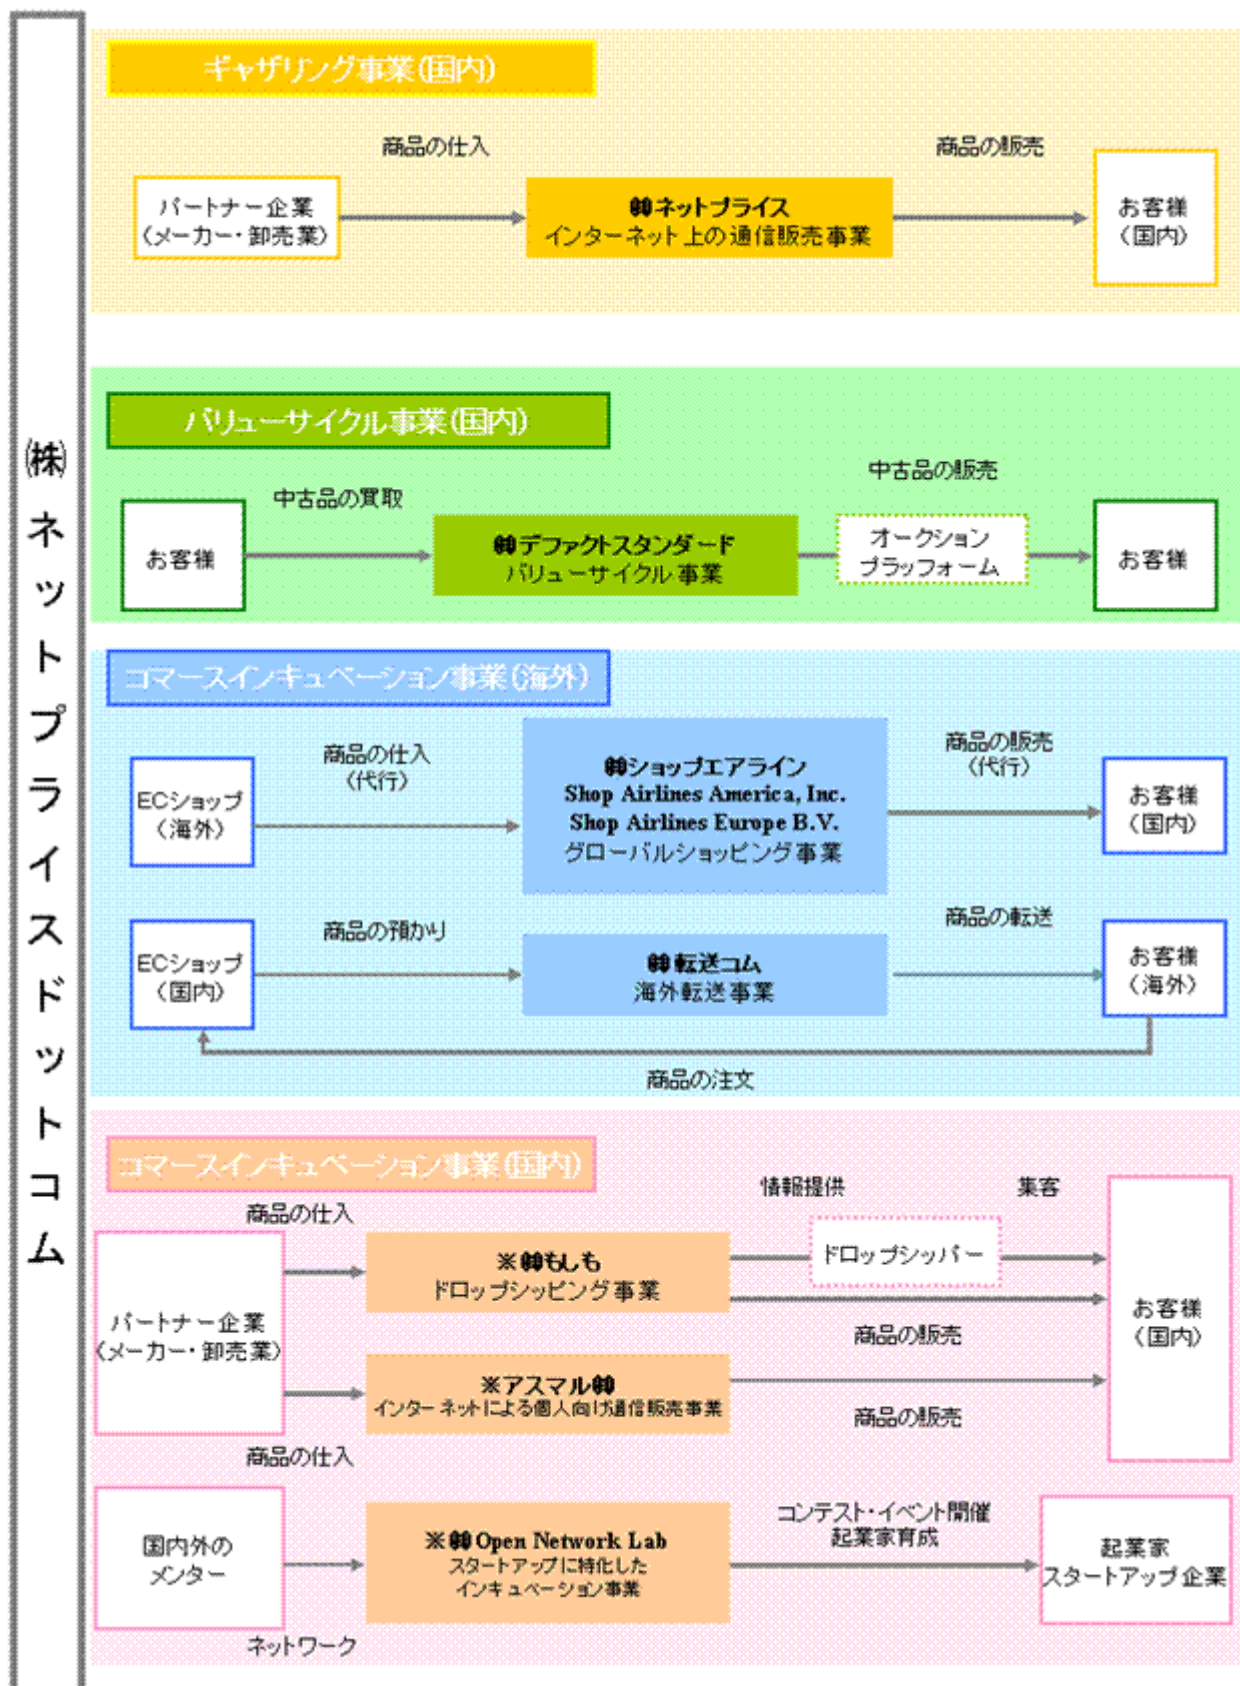 ㈱ネットプライスドットコム
ギャザリング事業(国内)
商品の仕入
商品の販売
パートナー企業
(メーカー・卸売業)
㈱ネットプライス
インターネット上の通信販売事業
お客様
(国内)
バリューサイクル事業(国内)
中古品の買取
中古品の販売
お客様
㈱デファクトスタンダード
バリューサイクル事業
オークション
プラッフォーム
お客様
コマースインキュベーション事業(海外)
商品の仕入
(代行)
商品の販売
(代行)
ECショップ
(海外)
㈱ショップエアライン
Shop Airlines America, Inc.
Shop Airlines Europe B.V.
グローバルショッピング事業
お客様
(国内)
商品の預かり
商品の転送
ECショップ
(国内)
㈱転送コム
海外転送事業
お客様
(海外)
商品の注文
コマースインキュベーション事業(国内)
商品の仕入
情報提供
集客
パートナー企業
(メーカー・卸売業)
※㈱もしも
ドロップシッピング事業
ドロップシッパー
商品の販売
お客様
(国内)
※アスマル㈱
インターネットによる個人向け通信販売事業
商品の販売
商品の仕入
国内外の
メンター
※㈱Open Network Lab
スタートアップに特化した
インキュベーション事業
コンテスト・イベント開催
起業家育成
起業家
スタートアップ企業
ネットワーク